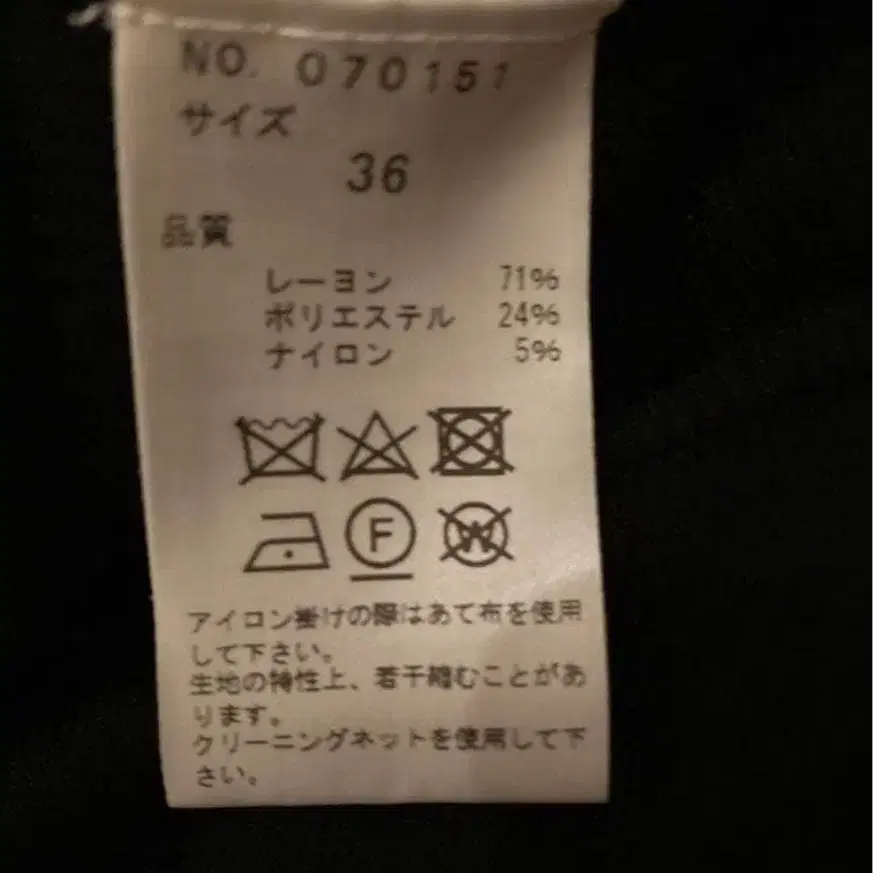 NO. 070151
サイズ
36
品質
レーヨン 71%
ポリエステル 24%
ナイロン 5%
F
W
アイロン掛けの際はあて布を使用
して下さい。
生地の特性上、若干縮むことがあ
ります。
クリーニングネットを使用して下
さい。